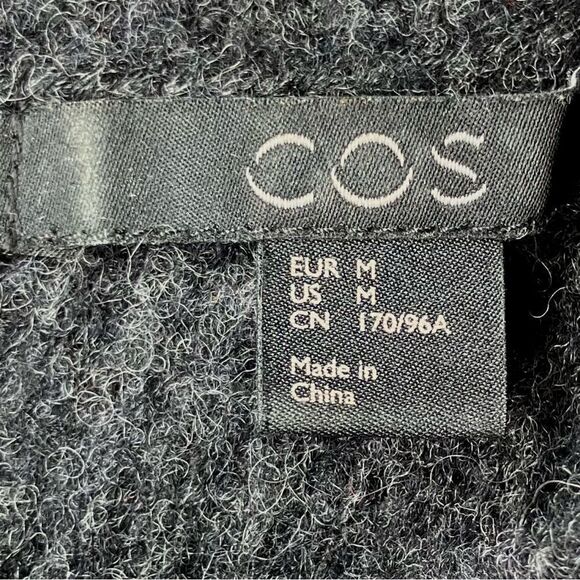 COS
EUR M
US M
CN 170/96A
Made in
China